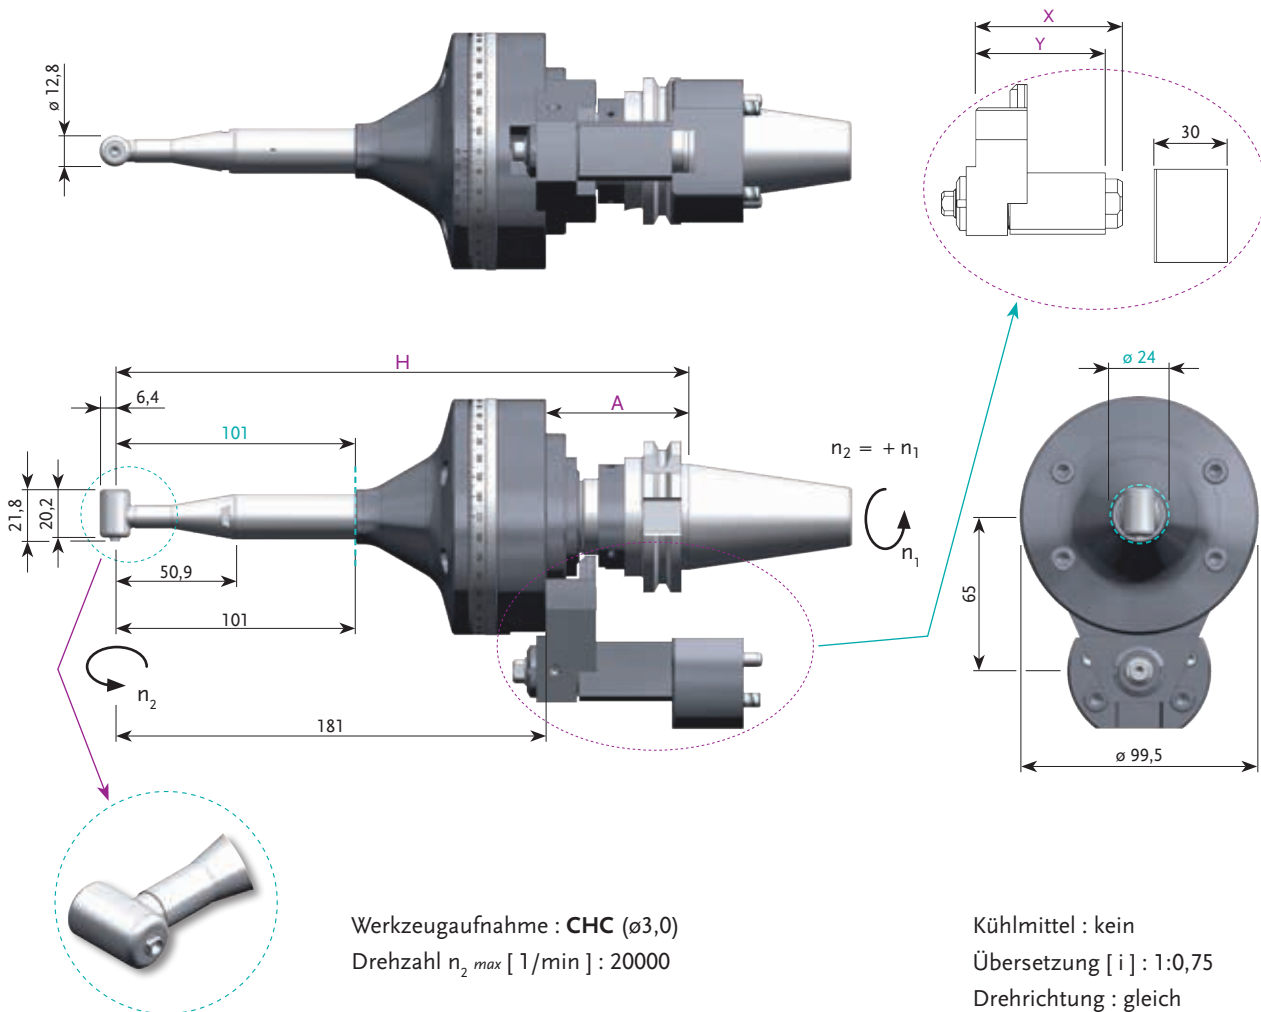 X
Y
30
ø 12,8
H
A
6,4
101
21,8
20,2
50,9
101
n2
181
n2 = + n1
n1
ø 24
65
ø 99,5
Werkzeugaufnahme : CHC (ø3,0)
Drehzahl n2 max [ 1/min ] : 20000
Kühlmittel : kein
Übersetzung [ i ] : 1:0,75
Drehrichtung : gleich